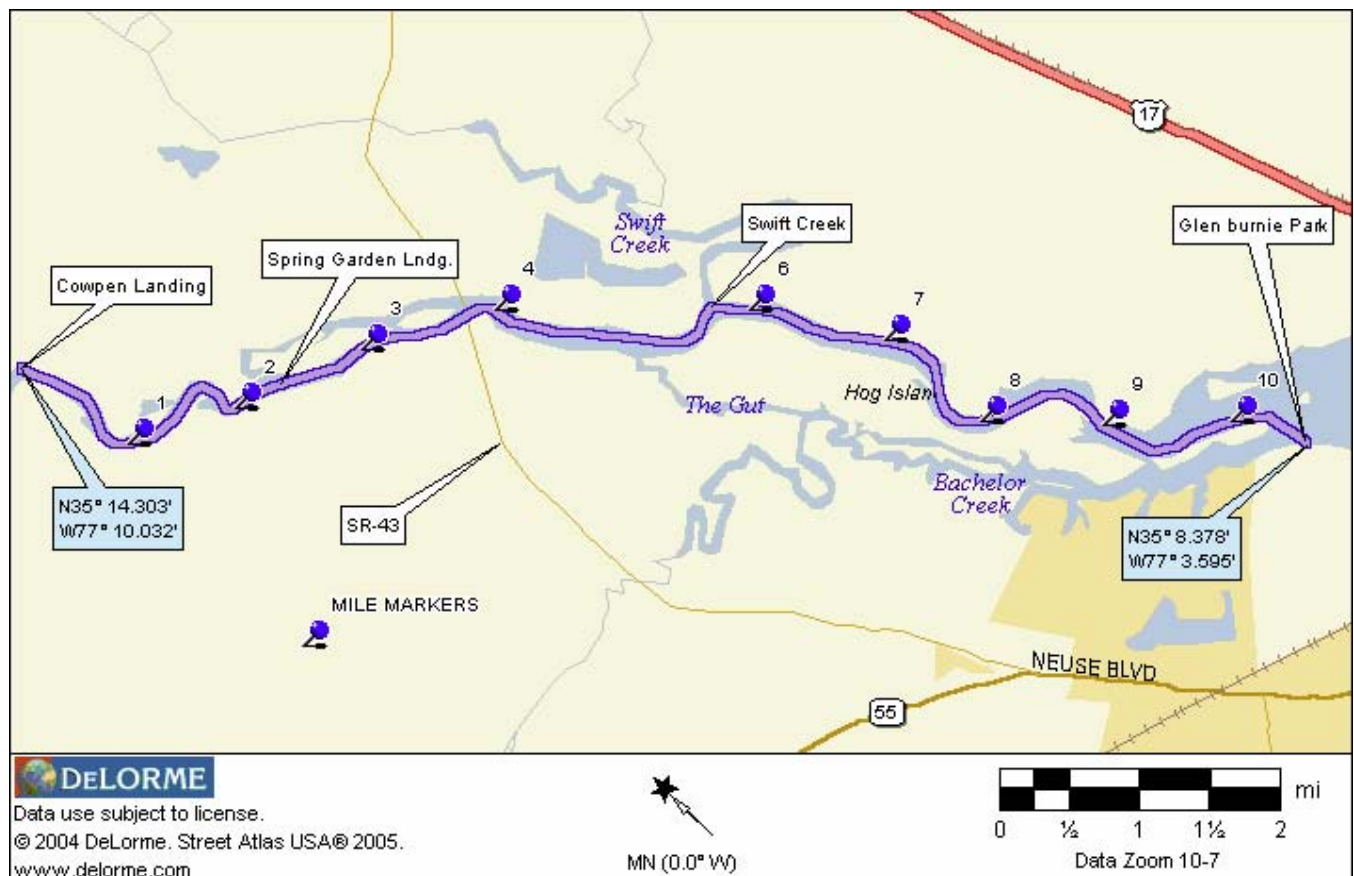 17
Swift
Creek
Swift Creek
Glen burnie Park
Spring Garden Lndg.
Cowpen Landing
4
6
7
3
2
1
8
9
10
Hog Islan
The Gut
Bachelor
Creek
N35° 14.303'
W77° 10.032'
SR-43
N35° 8.378'
W77° 3.595'
MILE MARKERS
NEUSE BLVD
55
DELORME
Data use subject to license.
© 2004 DeLorme. Street Atlas USA® 2005.
www.delorme.com
MN (0.0° W)
mi
0 ½ 1 1½ 2
Data Zoom 10-7